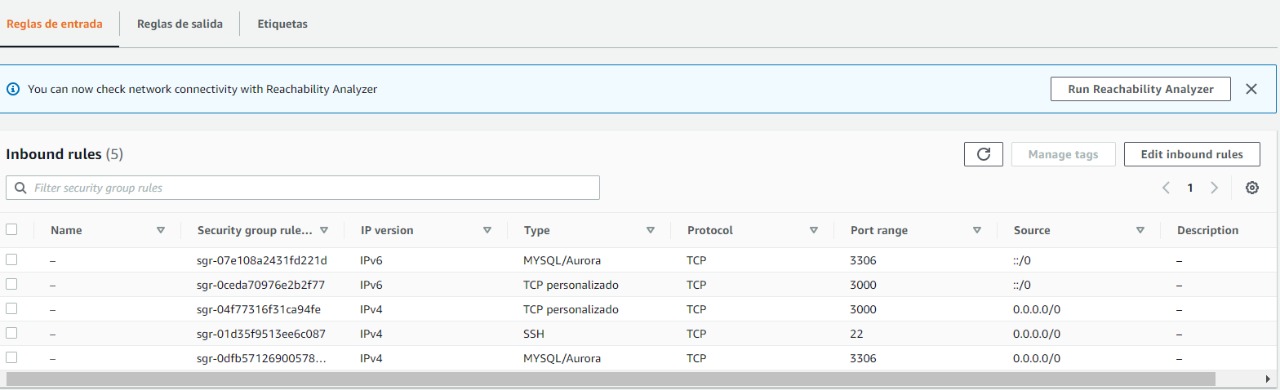 Reglas de entrada Reglas de salida Etiquetas
You can now check network connectivity with Reachability Analyzer Run Reachability Analyzer
Inbound rules (5) Manage tags Edit inbound rules
Filter security group rules 1
Name Security group rule... IP version Type Protocol Port range Source Description
– sgr-07e108a2431fd221d IPv6 MYSQL/Aurora TCP 3306 ::/0 –
– sgr-0ceda70976e2b2f77 IPv6 TCP personalizado TCP 3000 ::/0 –
– sgr-04f77316f31ca94fe IPv4 TCP personalizado TCP 3000 0.0.0.0/0 –
– sgr-01d35f9513ee6c087 IPv4 SSH TCP 22 0.0.0.0/0 –
– sgr-0dfb57126900578... IPv4 MYSQL/Aurora TCP 3306 0.0.0.0/0 –